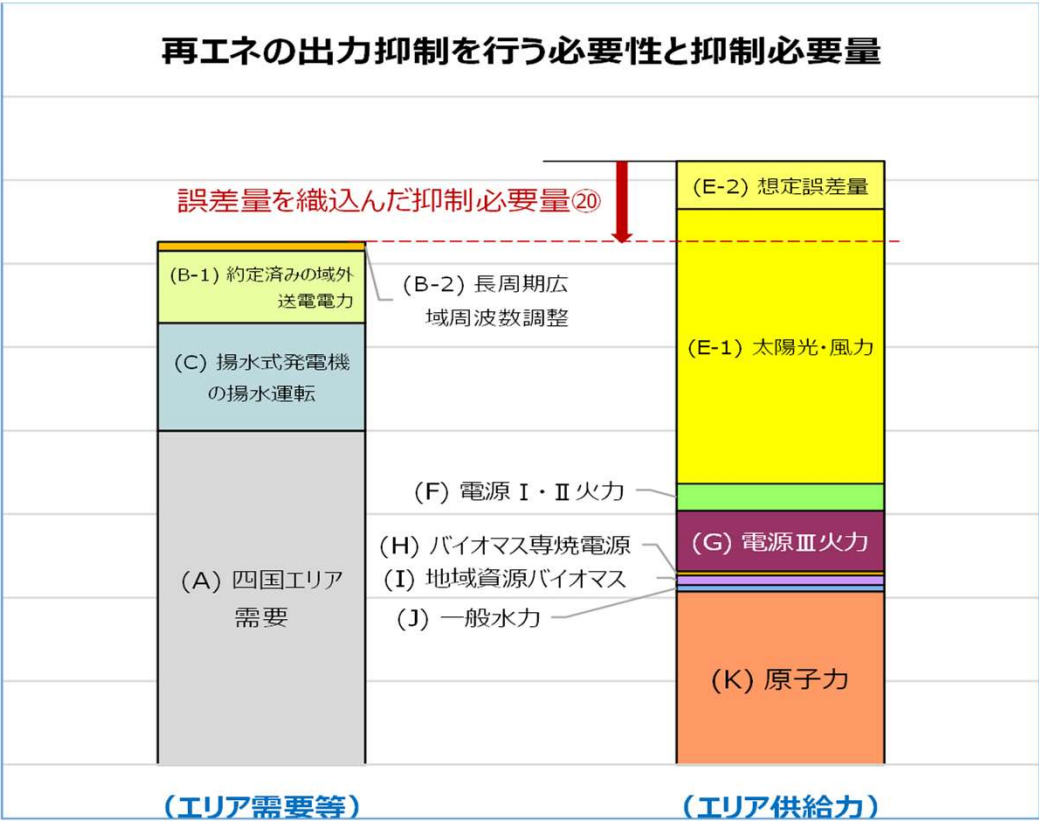 再エネの出力抑制を行う必要性と抑制必要量
誤差量を織込んだ抑制必要量⑳
(B-1) 約定済みの域外
送電電力
(B-2) 長周期広
域周波数調整
(C) 揚水式発電機
の揚水運転
(A) 四国エリア
需要
(E-2) 想定誤差量
(E-1) 太陽光・風力
(F) 電源Ⅰ・Ⅱ火力
(G) 電源Ⅲ火力
(H) バイオマス専焼電源
(I) 地域資源バイオマス
(J) 一般水力
(K) 原子力
(エリア需要等)
(エリア供給力)